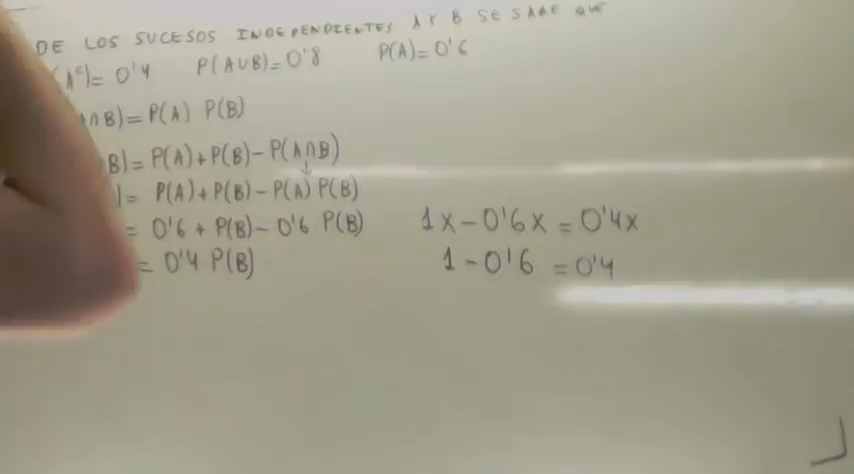 DE LOS SUCESOS INDEPENDIENTES A Y B SE SABE QUE
(Aᶜ)= 0'4 P(A∪B)=0'8 P(A)=0'6
∩B)=P(A) P(B)
B)=P(A)+P(B)-P(A∩B)
↓
)= P(A)+P(B)-P(A)P(B)
= 0'6 + P(B)-0'6 P(B) 1x-0'6x=0'4x
= 0'4 P(B) 1-0'6=0'4